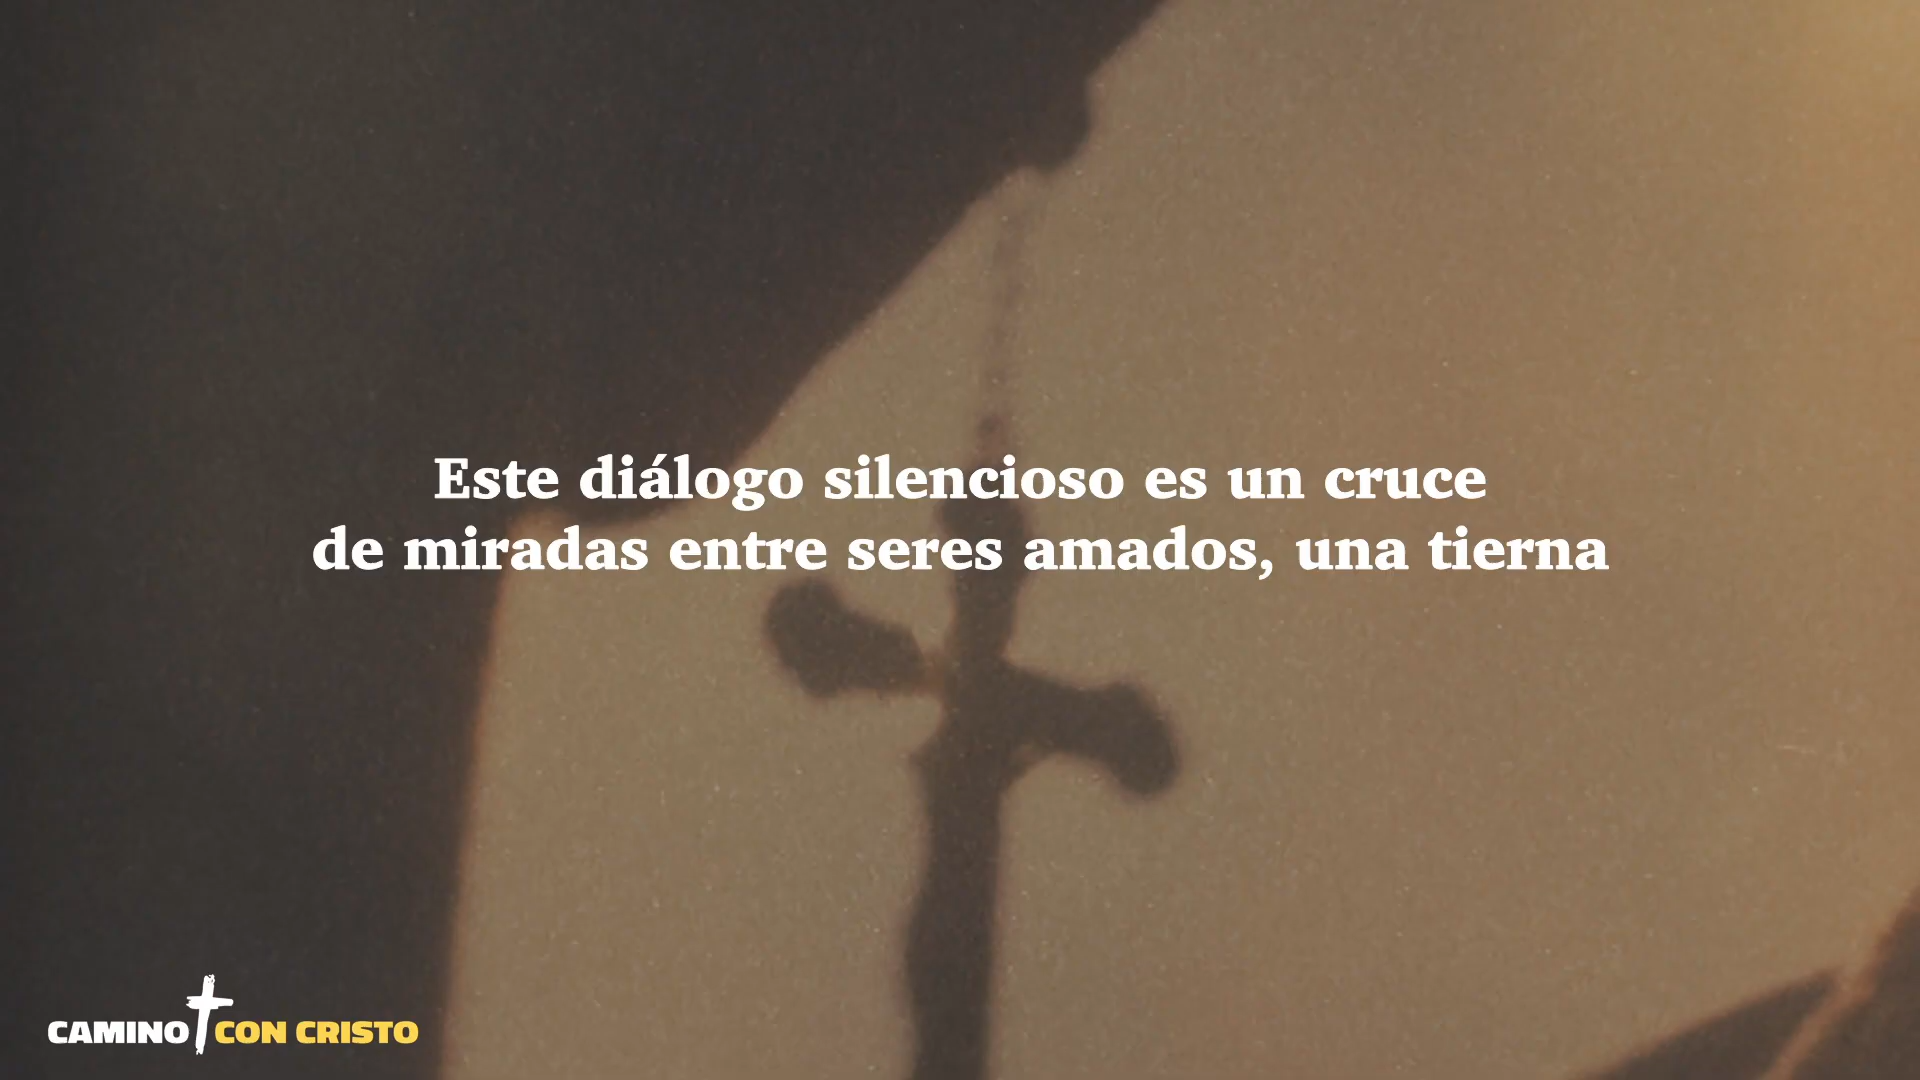 Este diálogo silencioso es un cruce
de miradas entre seres amados, una tierna
CAMINO CON CRISTO